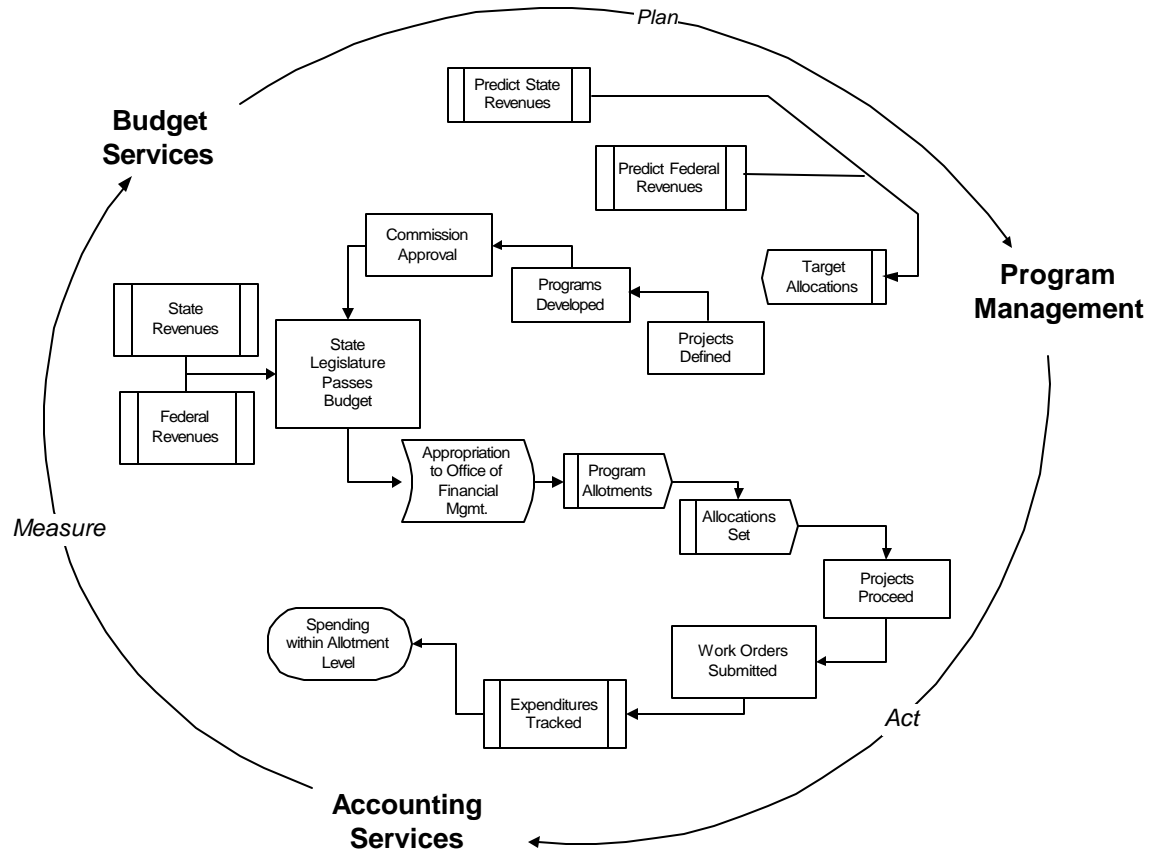 Plan
Predict State
Revenues
Budget
Services
Predict Federal
Revenues
Commission
Approval
Target
Allocations
Program
Management
Programs
Developed
State
Revenues
Projects
Defined
State
Legislature
Passes
Budget
Federal
Revenues
Appropriation
to Office of
Financial
Mgmt.
Program
Allotments
Allocations
Set
Measure
Projects
Proceed
Spending
within Allotment
Level
Work Orders
Submitted
Expenditures
Tracked
Act
Accounting
Services